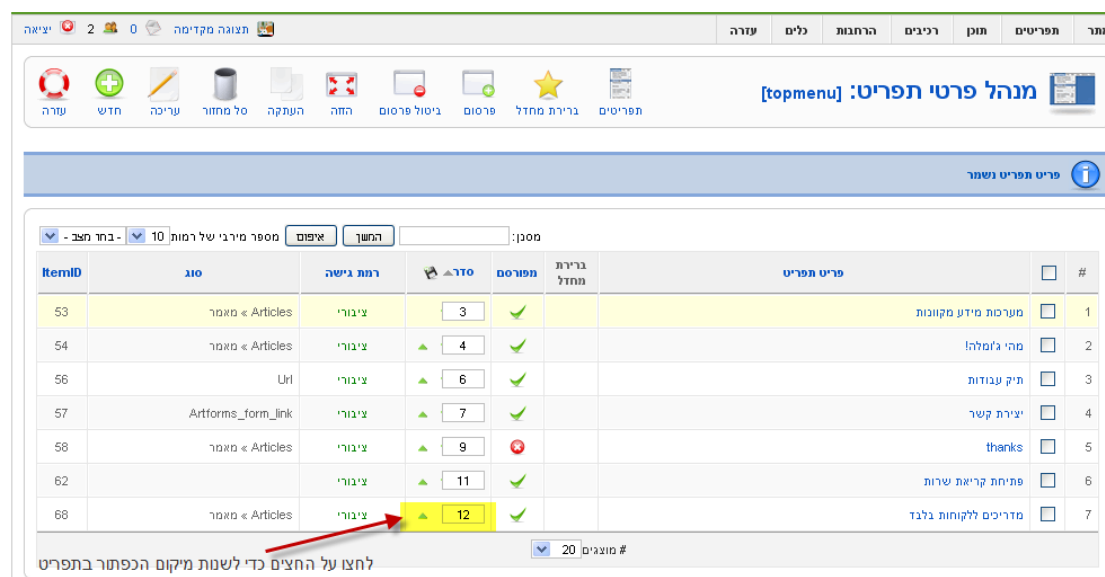 מתר תפריטים תוכן רכיבים הרחבות כלים עזרה תצוגה מקדימה 0 2 יציאה
מנהל פרטי תפריט: [topmenu]
תפריטים ברירת מחדל פרסום ביטול פרסום הזזה העתקה סל מחזור עריכה חדש עזרה
פריט תפריט נשמר
מסנן: המשך איפוס מספר מירבי של רמות 10 - בחר מצב -
# פריט תפריט ברירת מחדל מפורסם סדר רמת גישה סוג ItemID
1 מערכות מידע מקוונות 3 ציבורי Articles » מאמר 53
2 מהי ג'ומלה! 4 ציבורי Articles » מאמר 54
3 תיק עבודות 6 ציבורי Url 56
4 יצירת קשר 7 ציבורי Artforms_form_link 57
5 thanks 9 ציבורי Articles » מאמר 58
6 פתיחת קריאת שרות 11 ציבורי 62
7 מדריכים ללקוחות בלבד 12 ציבורי Articles » מאמר 68
# מוצגים 20
לחצו על החצים כדי לשנות מיקום הכפתור בתפריט